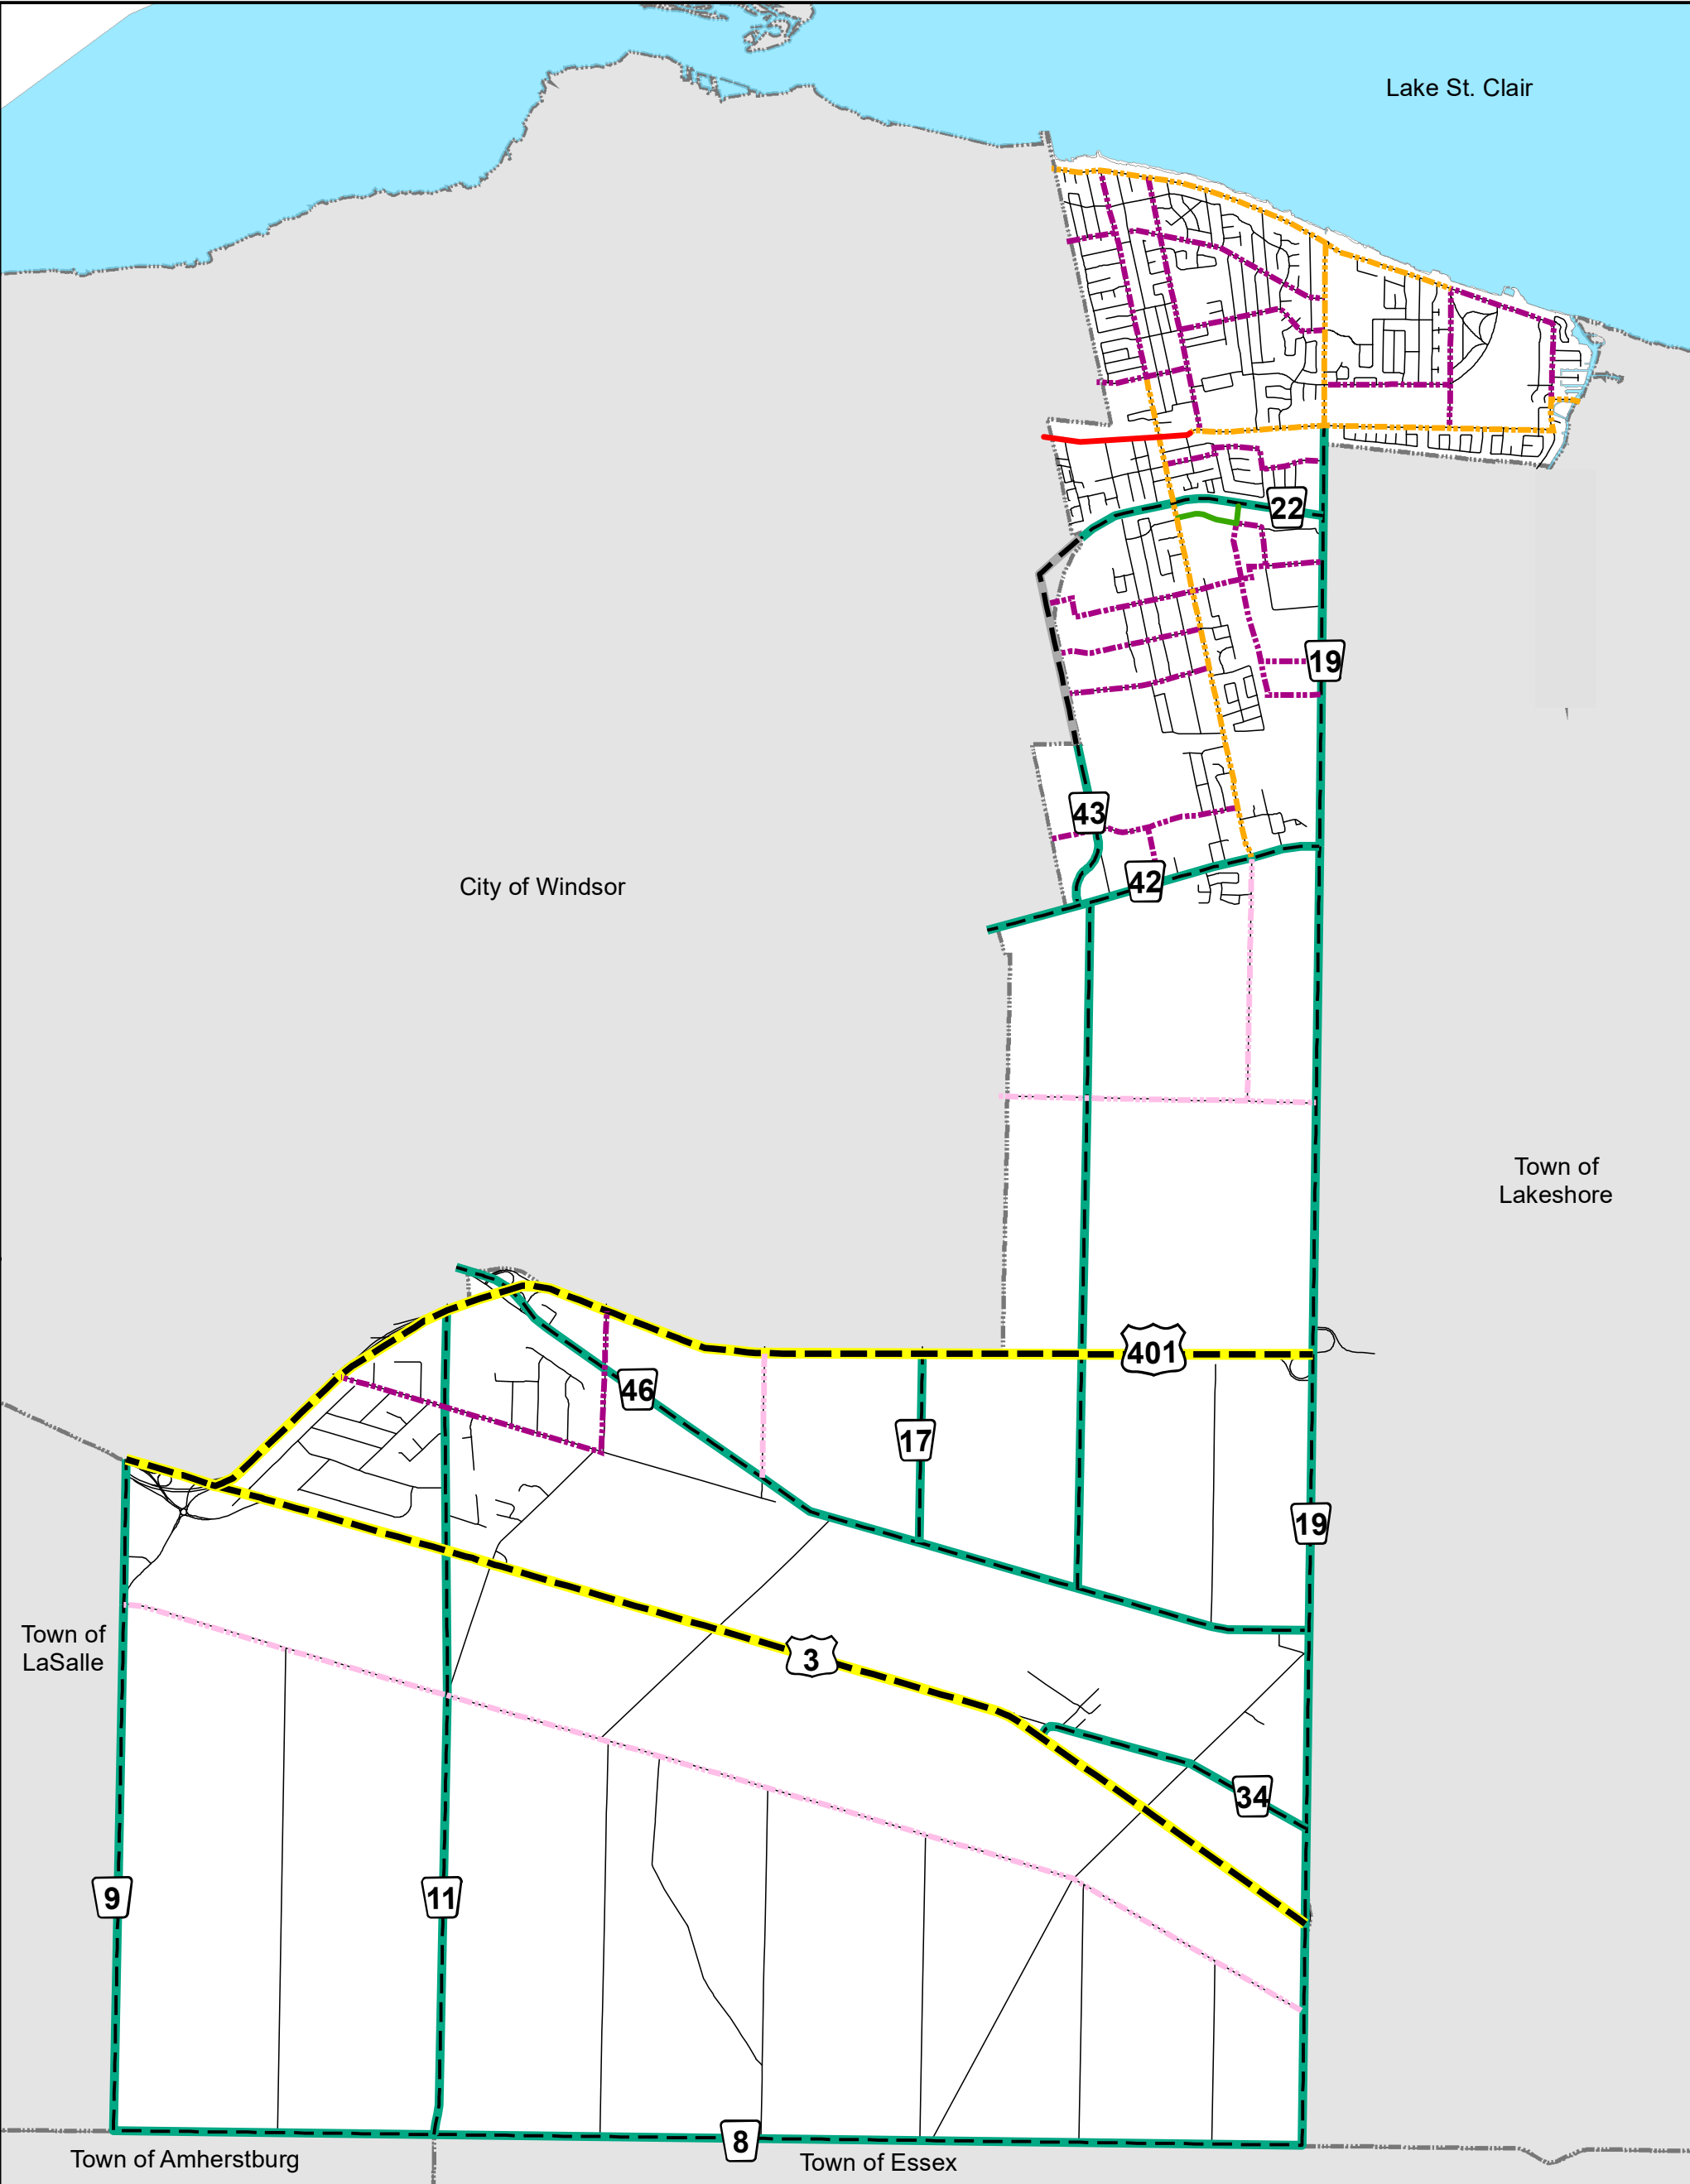 Lake St. Clair
22
19
43
42
City of Windsor
Town of
Lakeshore
401
46
17
19
Town of
LaSalle
3
34
9
11
8
Town of Amherstburg
Town of Essex